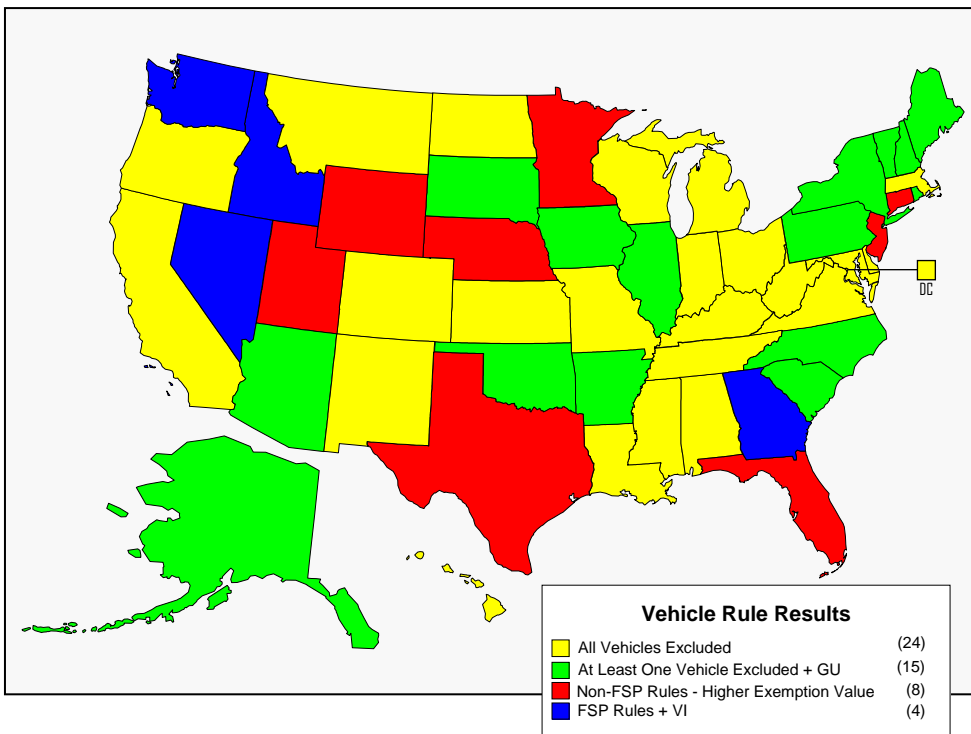 DC
Vehicle Rule Results
All Vehicles Excluded (24)
At Least One Vehicle Excluded + GU (15)
Non-FSP Rules - Higher Exemption Value (8)
FSP Rules + VI (4)